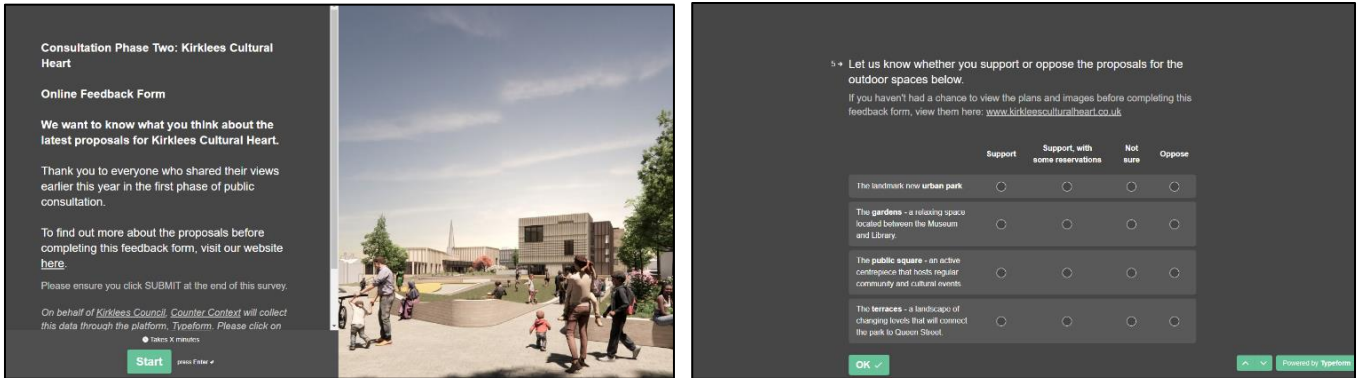 Consultation Phase Two: Kirklees Cultural
Heart
Online Feedback Form
We want to know what you think about the
latest proposals for Kirklees Cultural Heart.
Thank you to everyone who shared their views
earlier this year in the first phase of public
consultation.
To find out more about the proposals before
completing this feedback form, visit our website
here.
Please ensure you click SUBMIT at the end of this survey.
On behalf of Kirklees Council, Counter Context will collect
this data through the platform, Typeform. Please click on
Takes X minutes
Start press Enter ↵
5 → Let us know whether you support or oppose the proposals for the
outdoor spaces below.
If you haven't had a chance to view the plans and images before completing this
feedback form, view them here: www.kirkleesculturalheart.co.uk
Support Support, with some reservations Not sure Oppose
The landmark new urban park
The gardens - a relaxing space
located between the Museum
and Library.
The public square - an active
centrepiece that hosts regular
community and cultural events.
The terraces - a landscape of
changing levels that will connect
the park to Queen Street.
OK ✓
Powered by Typeform